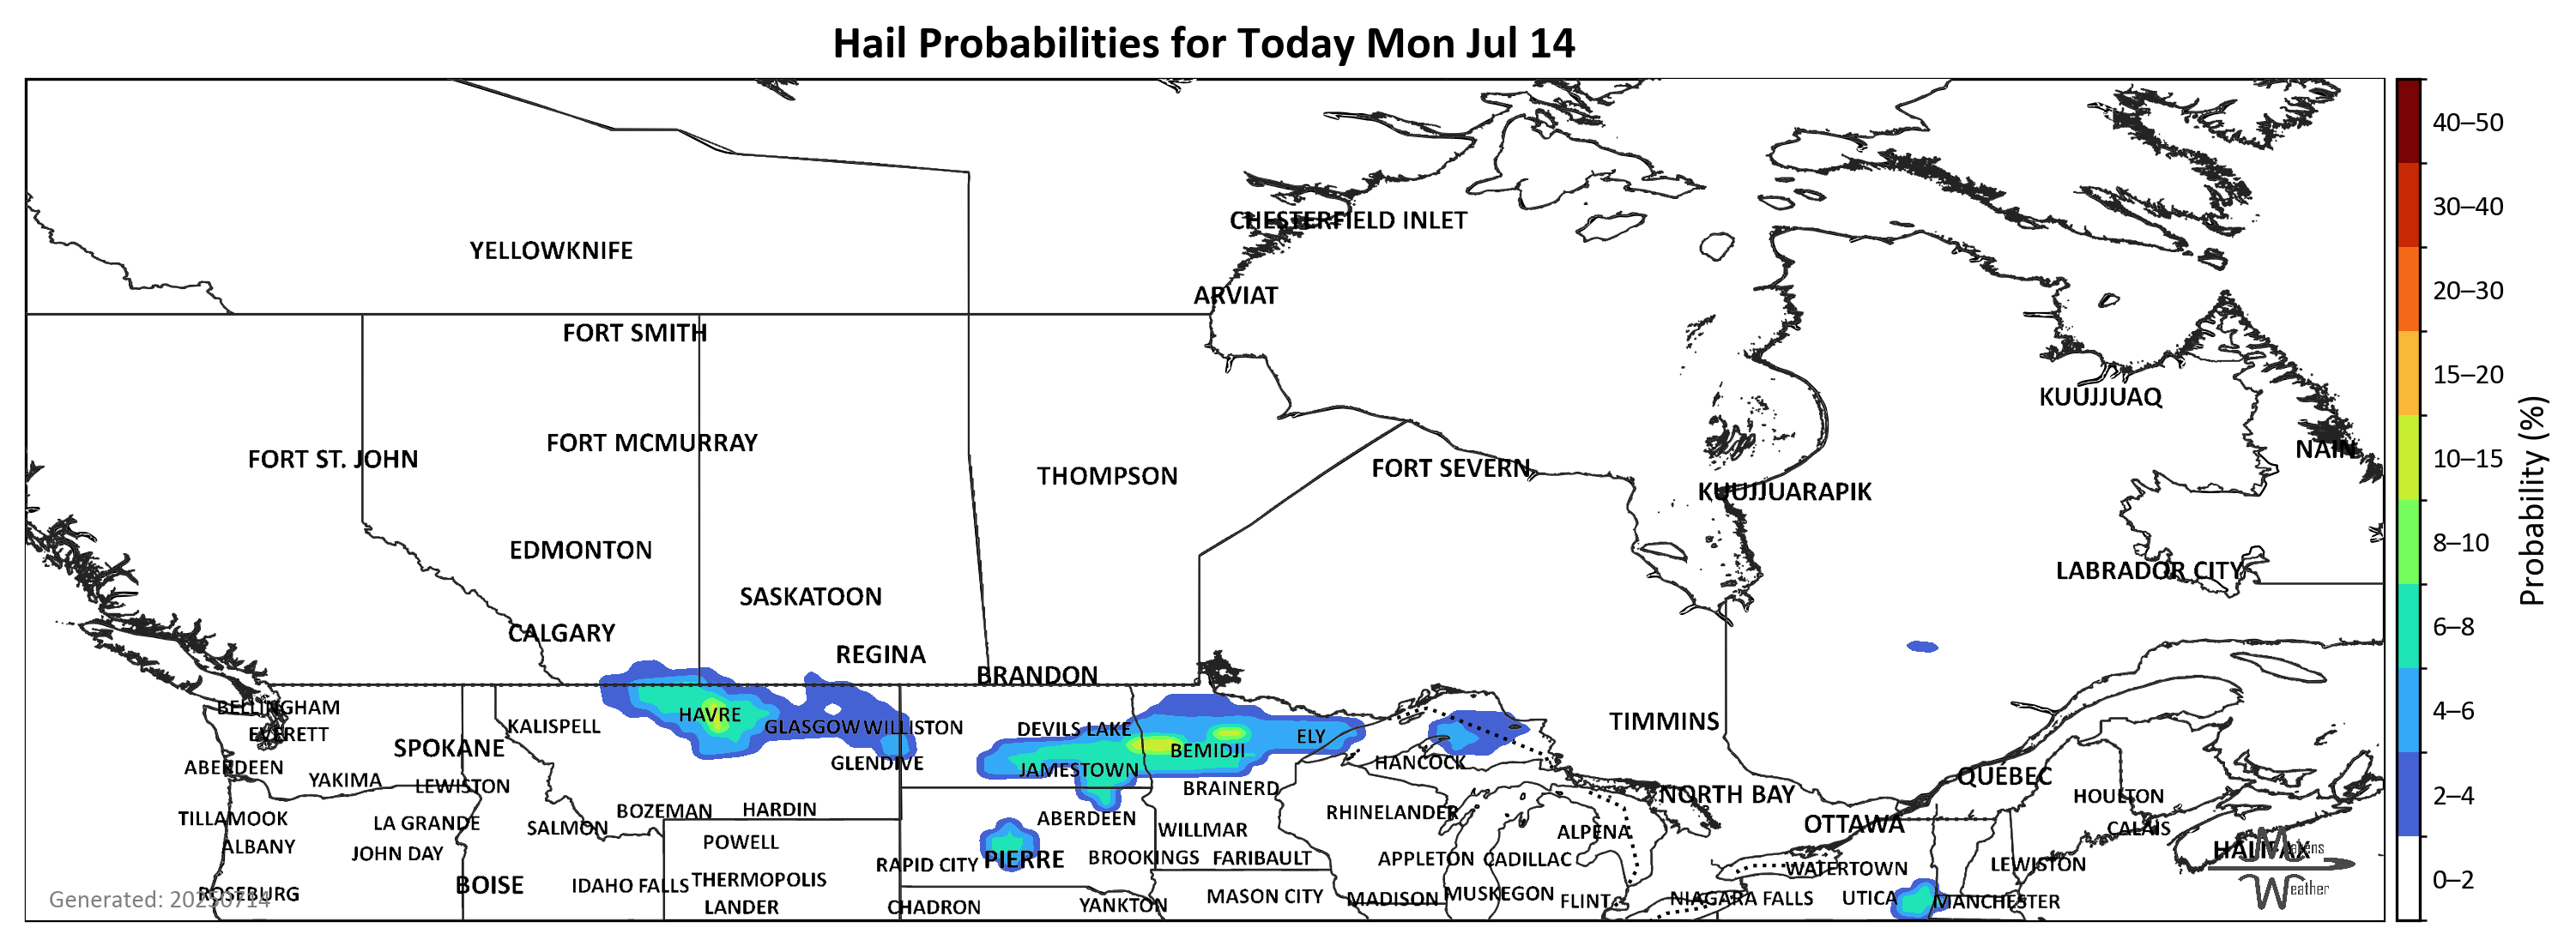 Hail Probabilities for Today Mon Jul 14
CHESTERFIELD INLET
YELLOWKNIFE
ARVIAT
FORT SMITH
KUUJJUAQ
FORT MCMURRAY
NAIN
FORT ST. JOHN
FORT SEVERN
THOMPSON
KUUJJUARAPIK
EDMONTON
LABRADOR CITY
SASKATOON
CALGARY
REGINA
BRANDON
BELLINGHAM
HAVRE
TIMMINS
KALISPELL
GLASGOW
WILLISTON
DEVILS LAKE
EVERETT
ELY
SPOKANE
BEMIDJI
GLENDIVE
HANCOCK
ABERDEEN
JAMESTOWN
QUÉBEC
YAKIMA
LEWISTON
BRAINERD
NORTH BAY
HOULTON
BOZEMAN
HARDIN
RHINELANDER
TILLAMOOK
LA GRANDE
ABERDEEN
SALMON
WILLMAR
ALPENA
OTTAWA
CALAIS
POWELL
ALBANY
JOHN DAY
HALIFAX
RAPID CITY
PIERRE
BROOKINGS
FARIBAULT
APPLETON
CADILLAC
LEWISTON
WATERTOWN
BOISE
IDAHO FALLS
THERMOPOLIS
ROSEBURG
MASON CITY
MADISON
MUSKEGON
FLINT
NIAGARA FALLS
UTICA
MANCHESTER
LANDER
CHADRON
YANKTON
Generated: 20250714
eather
40–50
30–40
20–30
15–20
10–15
8–10
6–8
4–6
2–4
0–2
Probability (%)